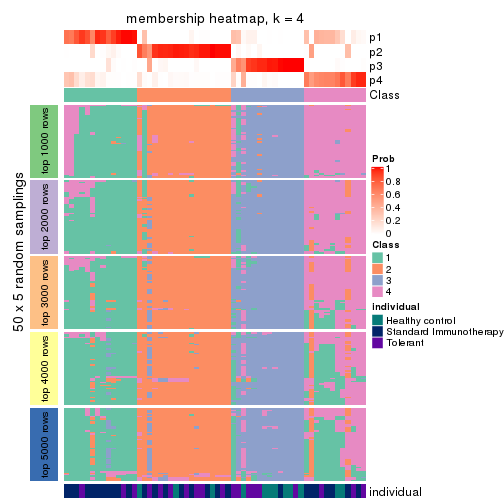 membership heatmap, k = 4
p1
p2
p3
p4
Class
50 x 5 random samplings
top 1000 rows
top 2000 rows
top 3000 rows
top 4000 rows
top 5000 rows
individual
Prob
1
0.8
0.6
0.4
0.2
0
Class
1
2
3
4
individual
Healthy control
Standard Immunotherapy
Tolerant